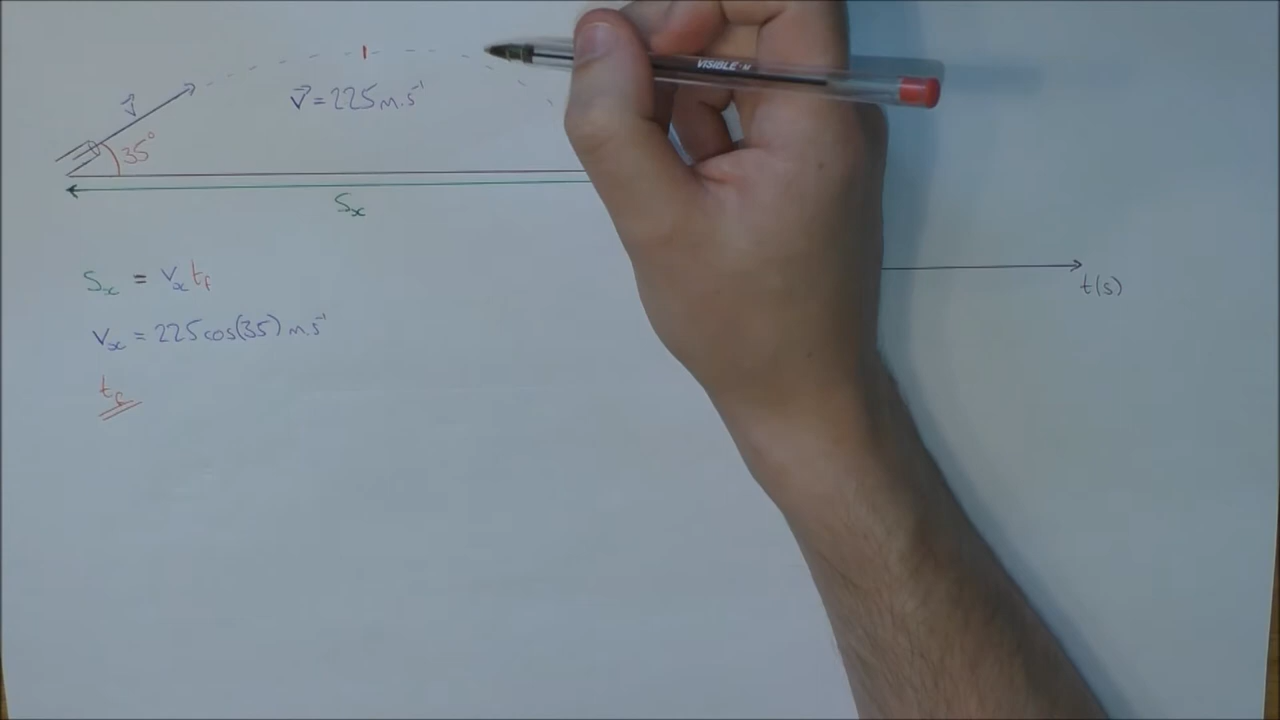 v⃗
35°
v⃗ = 225 m.s⁻¹
VISIBLE - M
Sₓ
t(s)
Sₓ = vₓ t_f
vₓ = 225 cos(35) m.s⁻¹
t_f